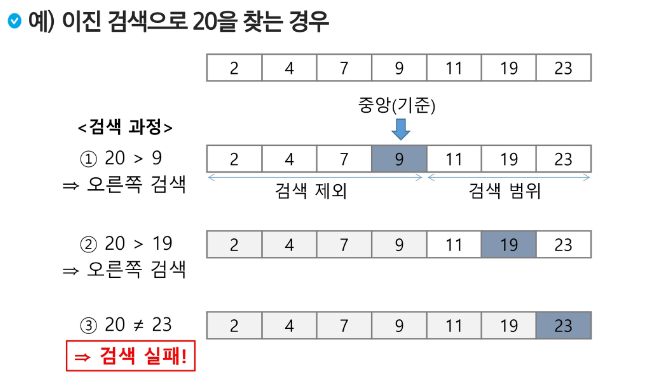 예) 이진 검색으로 20을 찾는 경우
2 4 7 9 11 19 23
중앙(기준)
<검색 과정>
① 20 > 9
2 4 7 9 11 19 23
⇒ 오른쪽 검색
검색 제외 검색 범위
② 20 > 19
2 4 7 9 11 19 23
⇒ 오른쪽 검색
③ 20 ≠ 23
2 4 7 9 11 19 23
⇒ 검색 실패!